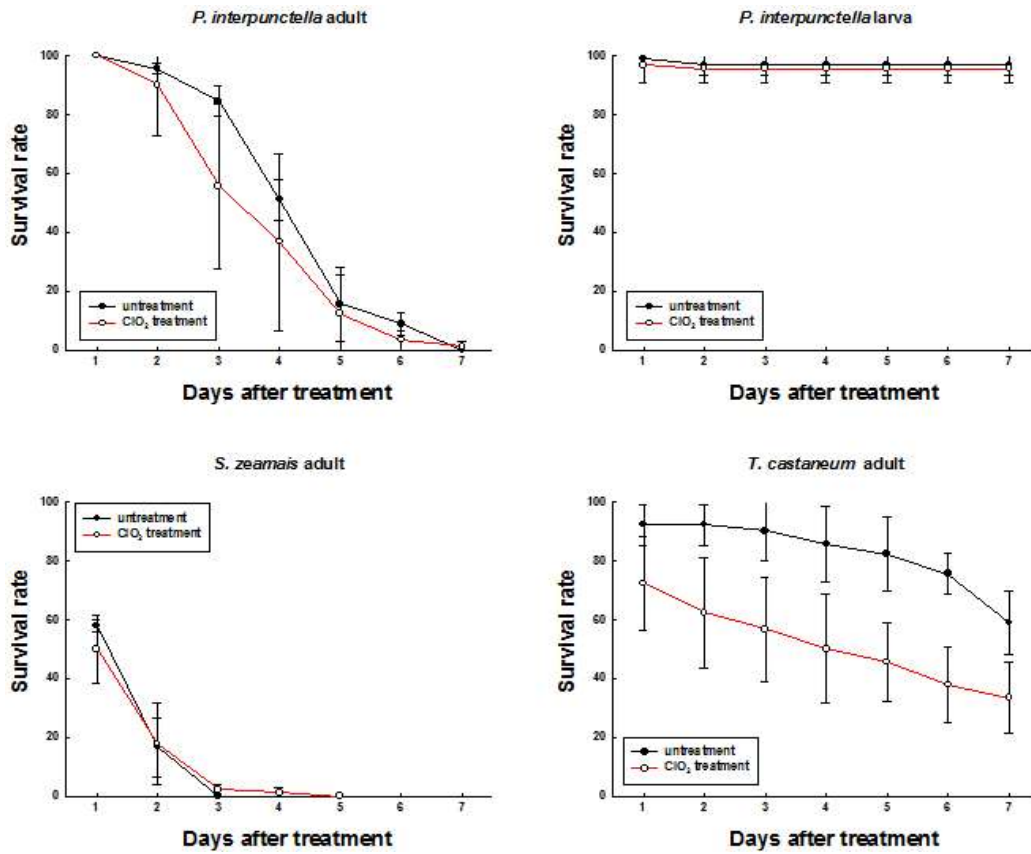 P. interpunctella adult
100
80
60
40
20
0
Survival rate
untreatment
ClO₂ treatment
1 2 3 4 5 6 7
Days after treatment
P. interpunctella larva
100
80
60
40
20
0
Survival rate
untreatment
ClO₂ treatment
1 2 3 4 5 6 7
Days after treatment
S. zeamais adult
100
80
60
40
20
0
Survival rate
untreatment
ClO₂ treatment
1 2 3 4 5 6 7
Days after treatment
T. castaneum adult
100
80
60
40
20
0
Survival rate
untreatment
ClO₂ treatment
1 2 3 4 5 6 7
Days after treatment